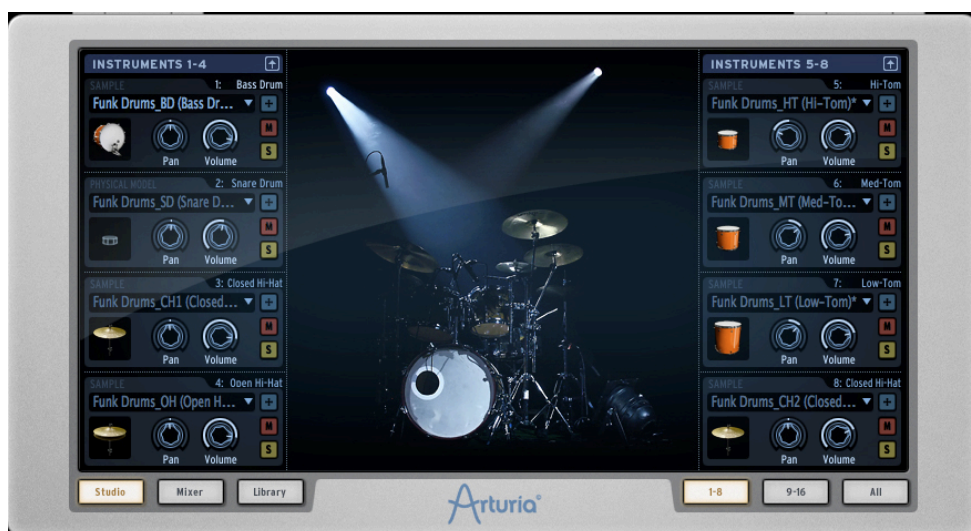 INSTRUMENTS 1-4
SAMPLE 1: Bass Drum
Funk Drums_BD (Bass Dr...
M
S
Pan Volume
PHYSICAL MODEL 2: Snare Drum
Funk Drums_SD (Snare D...
M
S
Pan Volume
SAMPLE 3: Closed Hi-Hat
Funk Drums_CH1 (Closed...
M
S
Pan Volume
SAMPLE 4: Open Hi-Hat
Funk Drums_OH (Open H...
M
S
Pan Volume
INSTRUMENTS 5-8
SAMPLE 5: Hi-Tom
Funk Drums_HT (Hi-Tom)*
M
S
Pan Volume
SAMPLE 6: Med-Tom
Funk Drums_MT (Med-To...
M
S
Pan Volume
SAMPLE 7: Low-Tom
Funk Drums_LT (Low-Tom)*
M
S
Pan Volume
SAMPLE 8: Closed Hi-Hat
Funk Drums_CH2 (Closed...
M
S
Pan Volume
Studio Mixer Library
Arturia®
1-8 9-16 All